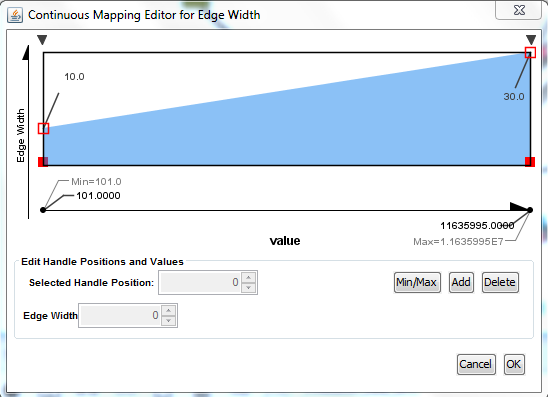 Continuous Mapping Editor for Edge Width
10.0
30.0
Edge Width
Min=101.0
101.0000
11635995.0000
value
Max=1.1635995E7
Edit Handle Positions and Values
Selected Handle Position: 0
Min/Max Add Delete
Edge Width 0
Cancel OK